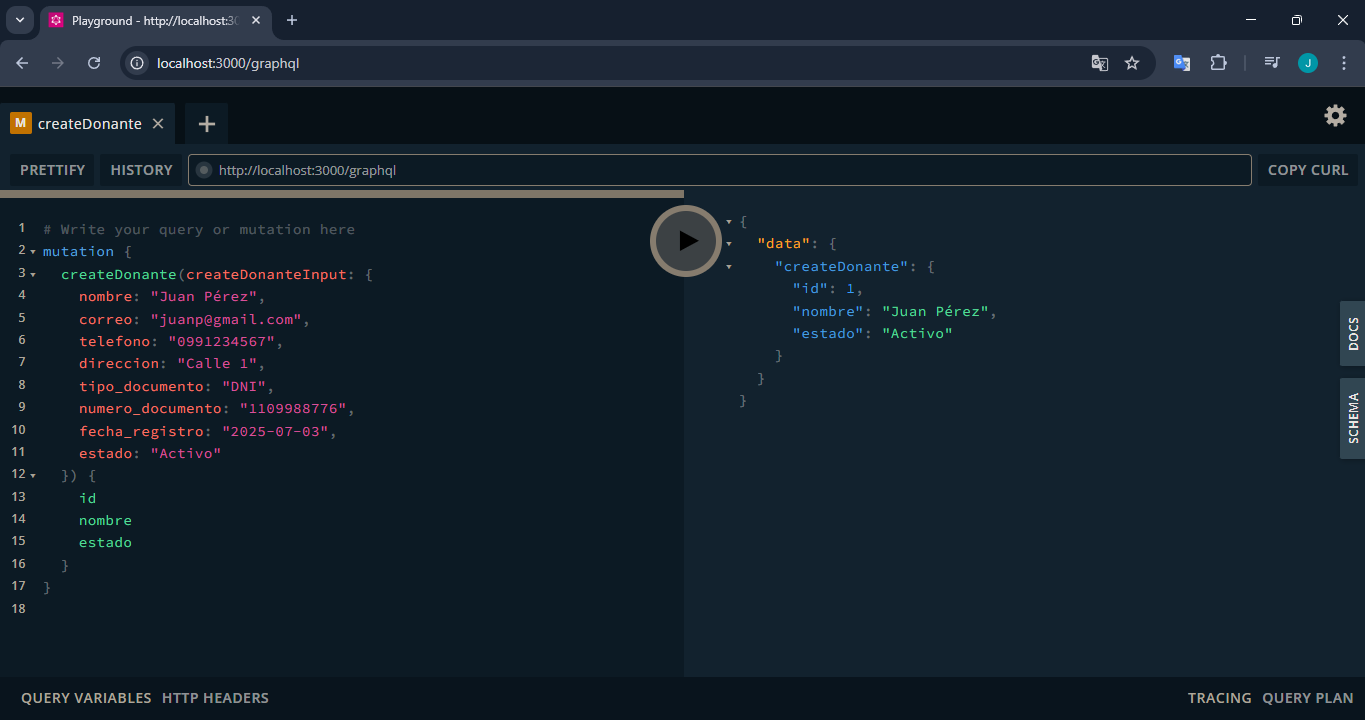 Playground - http://localhost:3
localhost:3000/graphql
J
M createDonante
PRETTIFY HISTORY http://localhost:3000/graphql COPY CURL
1 # Write your query or mutation here
2 mutation {
3 createDonante(createDonanteInput: {
4 nombre: "Juan Pérez",
5 correo: "juanp@gmail.com",
6 telefono: "0991234567",
7 direccion: "Calle 1",
8 tipo_documento: "DNI",
9 numero_documento: "1109988776",
10 fecha_registro: "2025-07-03",
11 estado: "Activo"
12 }) {
13 id
14 nombre
15 estado
16 }
17 }
18
{
"data": {
"createDonante": {
"id": 1,
"nombre": "Juan Pérez",
"estado": "Activo"
}
}
}
DOCS
SCHEMA
QUERY VARIABLES HTTP HEADERS
TRACING QUERY PLAN